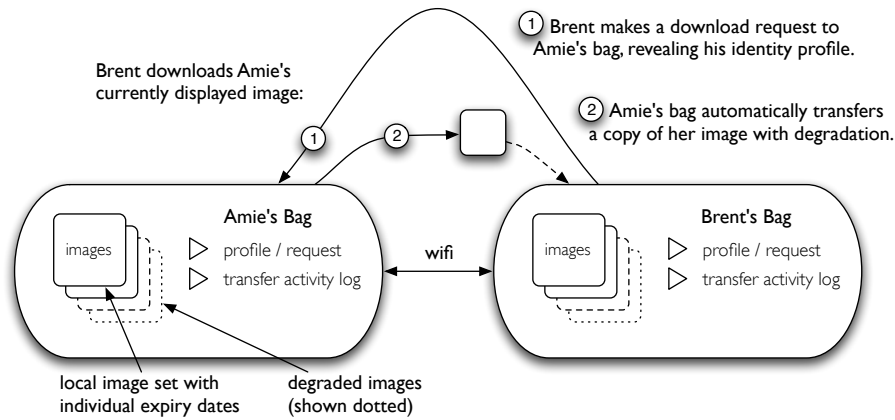 1 Brent makes a download request to
Amie's bag, revealing his identity profile.
Brent downloads Amie's
currently displayed image:
2 Amie's bag automatically transfers
a copy of her image with degradation.
1
2
Amie's Bag
images
profile / request
transfer activity log
wifi
Brent's Bag
images
profile / request
transfer activity log
local image set with
individual expiry dates
degraded images
(shown dotted)